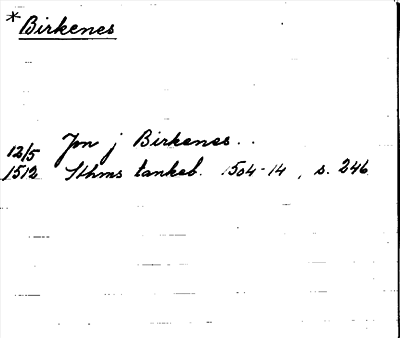 *Birkenes
12/5 Jon j Birkenes..
1512 Sthms tankeb. 1504-14, s. 246